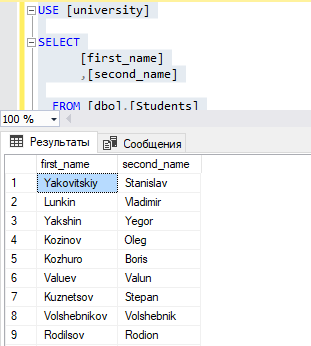 USE [university]
SELECT
[first_name]
,[second_name]
FROM [dbo].[Students]
100 %
Результаты Сообщения
first_name second_name
1 Yakovitskiy Stanislav
2 Lunkin Vladimir
3 Yakshin Yegor
4 Kozinov Oleg
5 Kozhuro Boris
6 Valuev Valun
7 Kuznetsov Stepan
8 Volshebnikov Volshebnik
9 Rodilsov Rodion